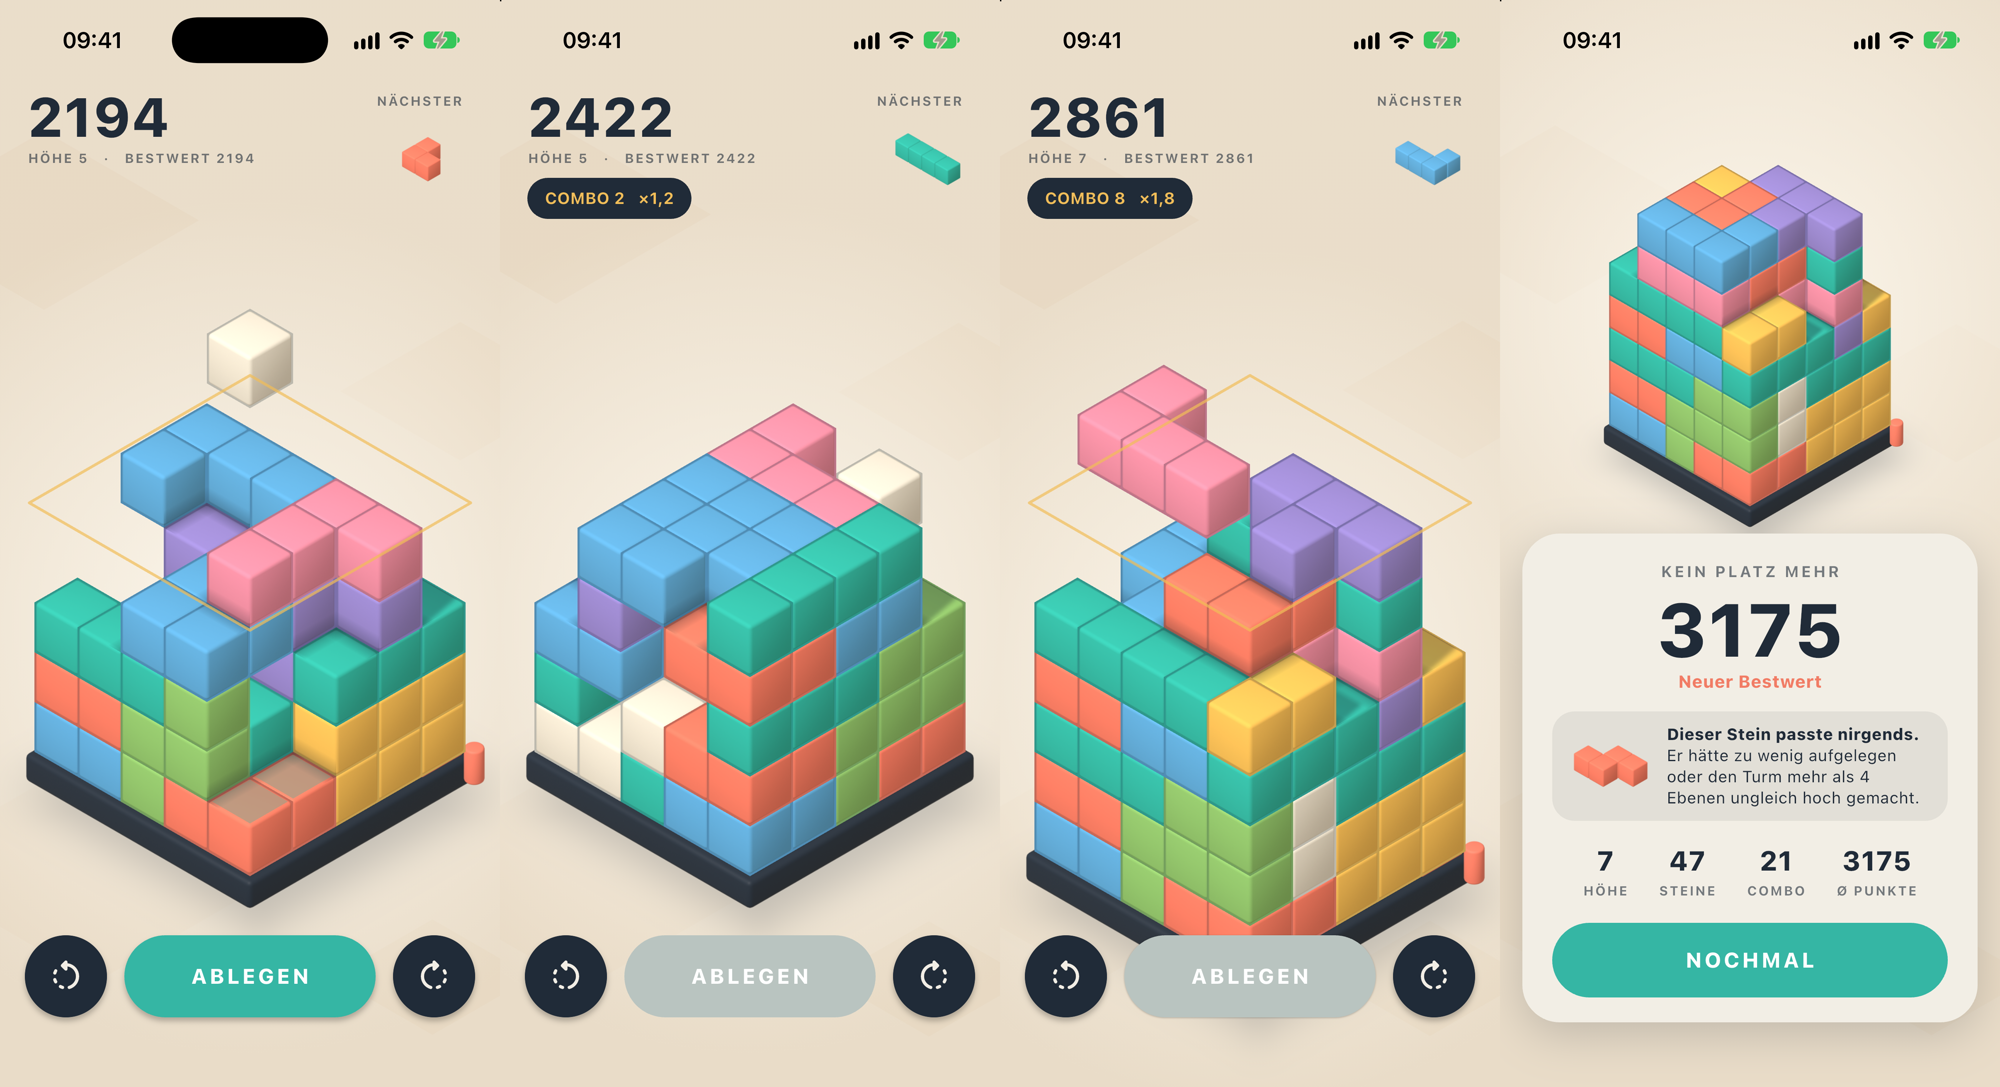 09:41
2194
NÄCHSTER
HÖHE 5 · BESTWERT 2194
ABLEGEN
09:41
2422
NÄCHSTER
HÖHE 5 · BESTWERT 2422
COMBO 2 ×1,2
ABLEGEN
09:41
2861
NÄCHSTER
HÖHE 7 · BESTWERT 2861
COMBO 8 ×1,8
ABLEGEN
09:41
KEIN PLATZ MEHR
3175
Neuer Bestwert
Dieser Stein passte nirgends.
Er hätte zu wenig aufgelegen
oder den Turm mehr als 4
Ebenen ungleich hoch gemacht.
7 47 21 3175
HÖHE STEINE COMBO Ø PUNKTE
NOCHMAL